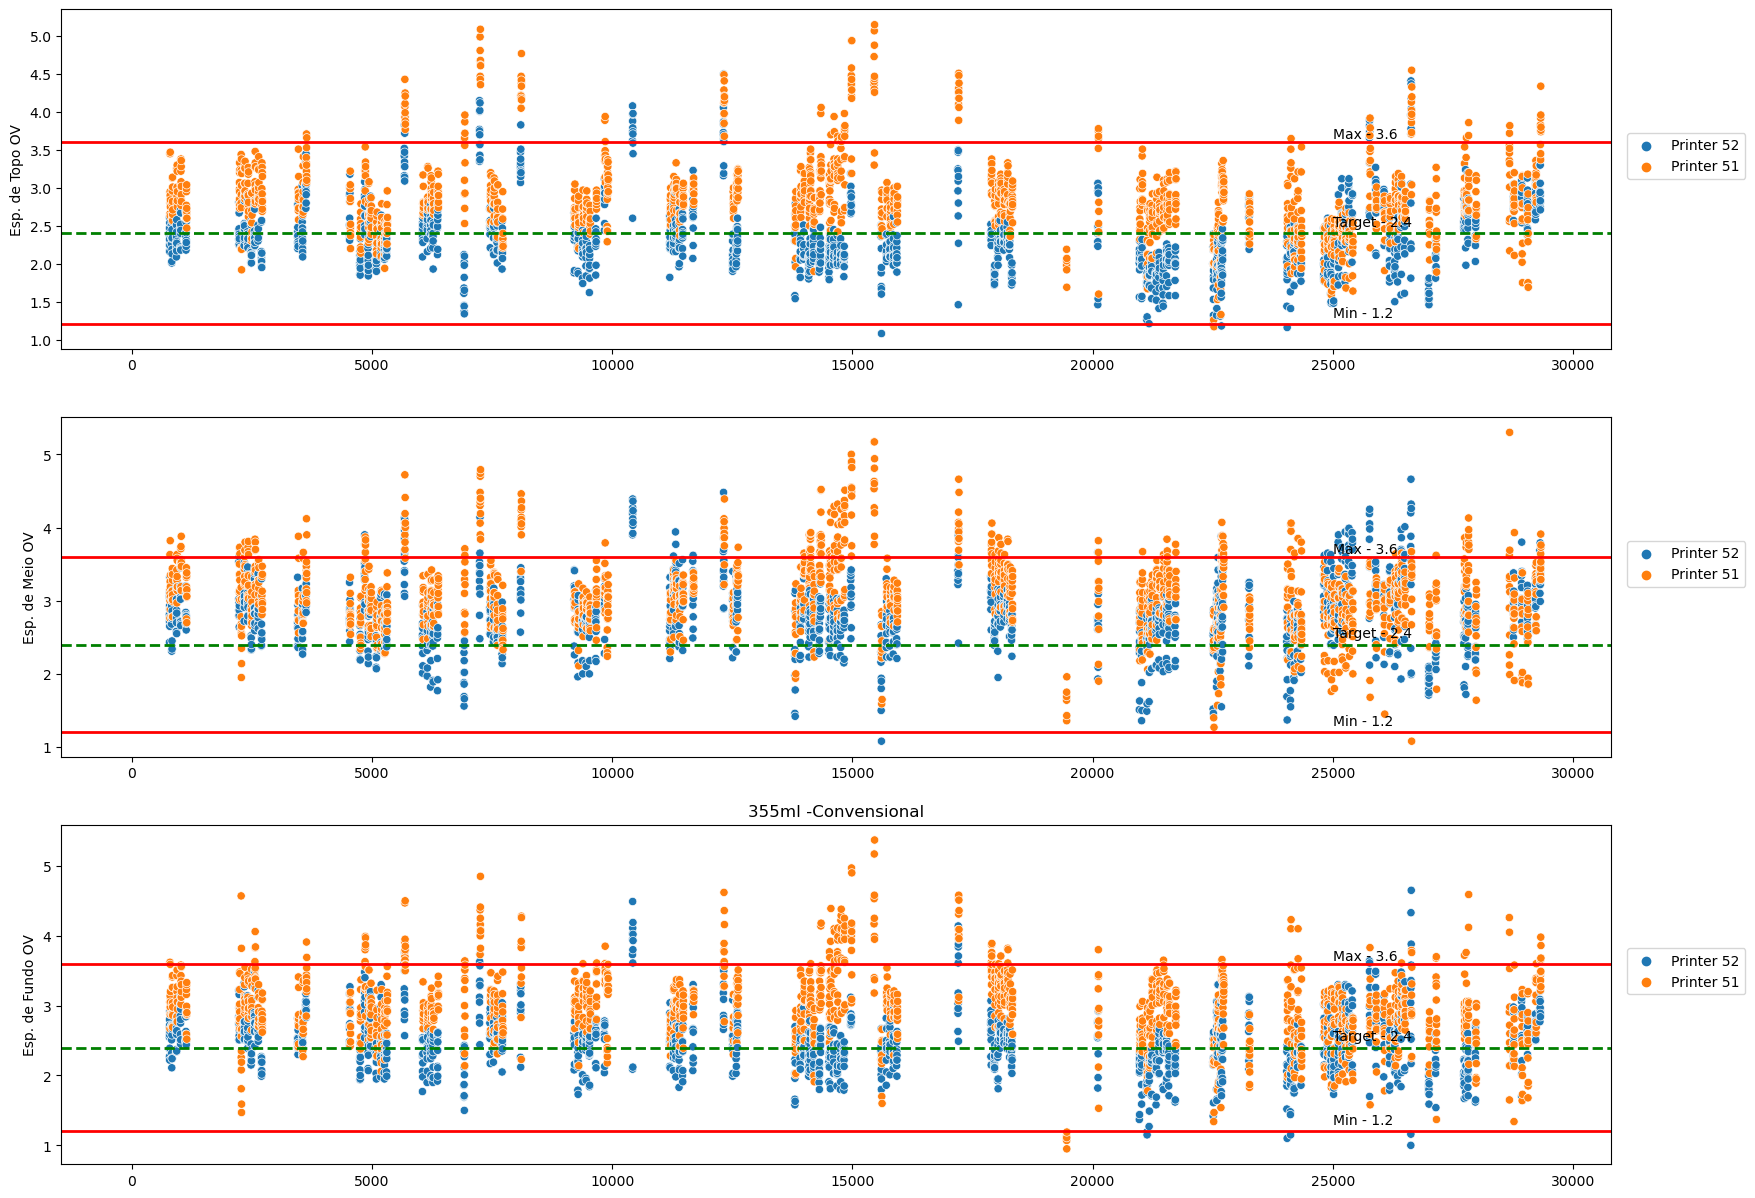 5.0
4.5
4.0
3.5
3.0
2.5
2.0
1.5
1.0
Esp. de Topo OV
Max - 3.6
Target - 2.4
Min - 1.2
0 5000 10000 15000 20000 25000 30000
Printer 52
Printer 51
5
4
3
2
1
Esp. de Meio OV
Max - 3.6
Target - 2.4
Min - 1.2
0 5000 10000 15000 20000 25000 30000
Printer 52
Printer 51
355ml -Convensional
5
4
3
2
1
Esp. de Fundo OV
Max - 3.6
Target - 2.4
Min - 1.2
0 5000 10000 15000 20000 25000 30000
Printer 52
Printer 51